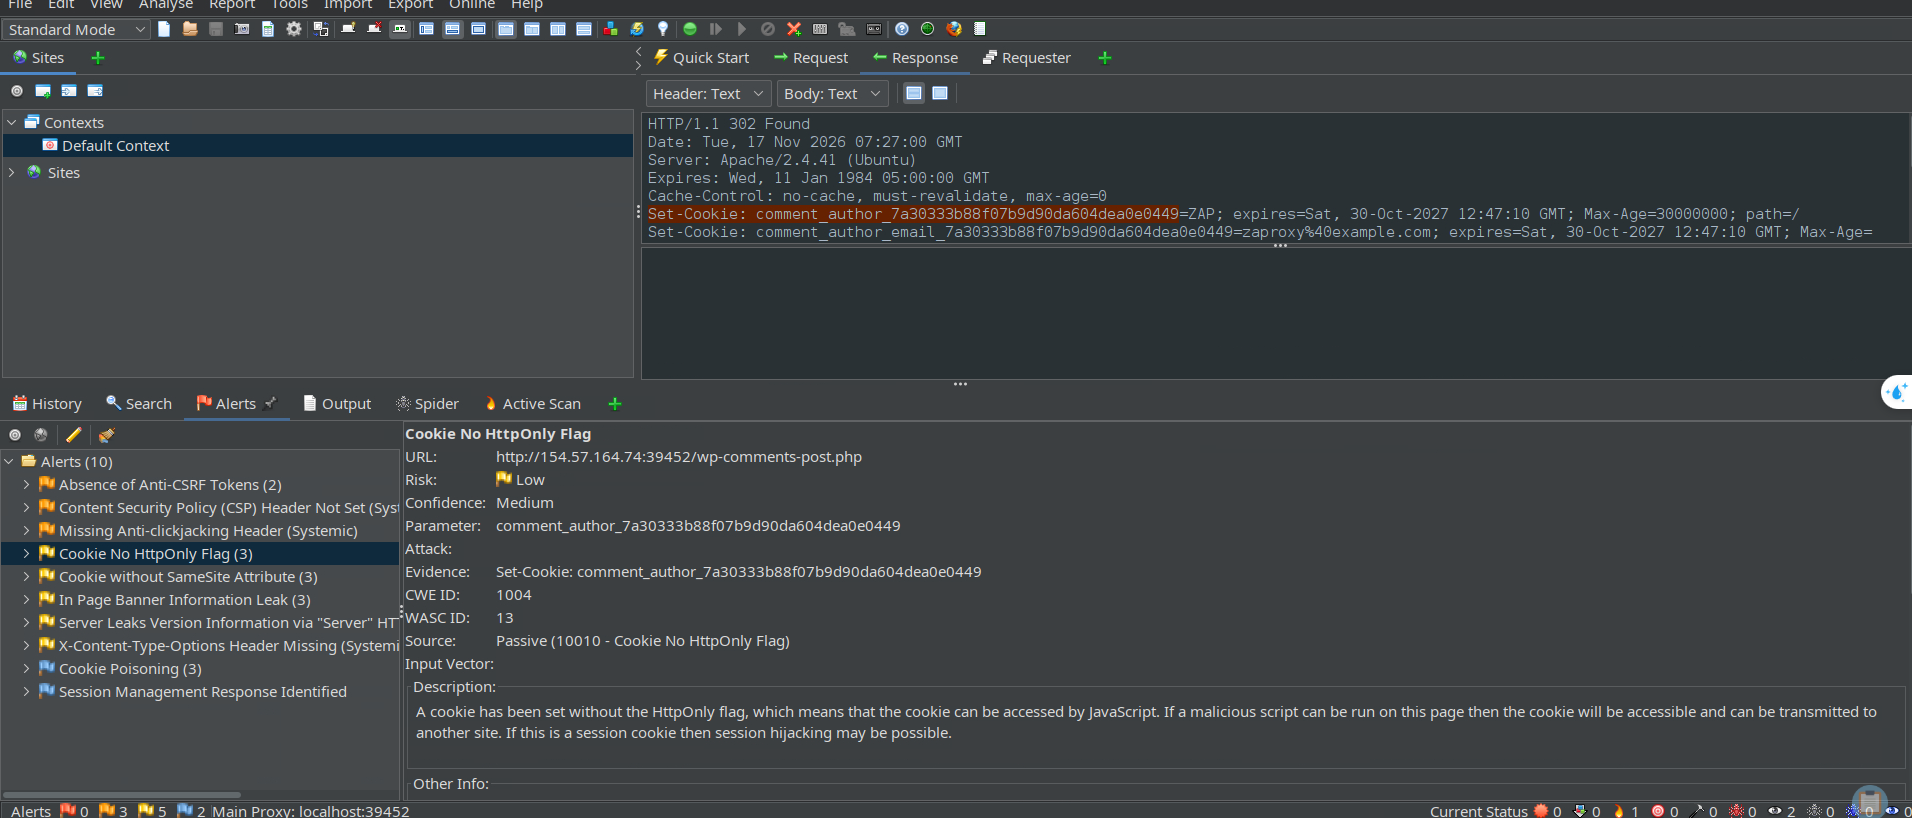 File Edit View Analyse Report Tools Import Export Online Help
Standard Mode
Sites
Quick Start Request Response Requester
Header: Text Body: Text
Contexts
Default Context
Sites
HTTP/1.1 302 Found
Date: Tue, 17 Nov 2026 07:27:00 GMT
Server: Apache/2.4.41 (Ubuntu)
Expires: Wed, 11 Jan 1984 05:00:00 GMT
Cache-Control: no-cache, must-revalidate, max-age=0
Set-Cookie: comment_author_7a30333b88f07b9d90da604dea0e0449=ZAP; expires=Sat, 30-Oct-2027 12:47:10 GMT; Max-Age=30000000; path=/
Set-Cookie: comment_author_email_7a30333b88f07b9d90da604dea0e0449=zaproxy%40example.com; expires=Sat, 30-Oct-2027 12:47:10 GMT; Max-Age=
History Search Alerts Output Spider Active Scan
Alerts (10)
Absence of Anti-CSRF Tokens (2)
Content Security Policy (CSP) Header Not Set (Syst
Missing Anti-clickjacking Header (Systemic)
Cookie No HttpOnly Flag (3)
Cookie without SameSite Attribute (3)
In Page Banner Information Leak (3)
Server Leaks Version Information via "Server" HT
X-Content-Type-Options Header Missing (Systemi
Cookie Poisoning (3)
Session Management Response Identified
Cookie No HttpOnly Flag
URL: http://154.57.164.74:39452/wp-comments-post.php
Risk: Low
Confidence: Medium
Parameter: comment_author_7a30333b88f07b9d90da604dea0e0449
Attack:
Evidence: Set-Cookie: comment_author_7a30333b88f07b9d90da604dea0e0449
CWE ID: 1004
WASC ID: 13
Source: Passive (10010 - Cookie No HttpOnly Flag)
Input Vector:
Description:
A cookie has been set without the HttpOnly flag, which means that the cookie can be accessed by JavaScript. If a malicious script can be run on this page then the cookie will be accessible and can be transmitted to
another site. If this is a session cookie then session hijacking may be possible.
Other Info:
Alerts 0 3 5 2 Main Proxy: localhost:39452 Current Status 0 0 1 0 0 0 2 0 0 0